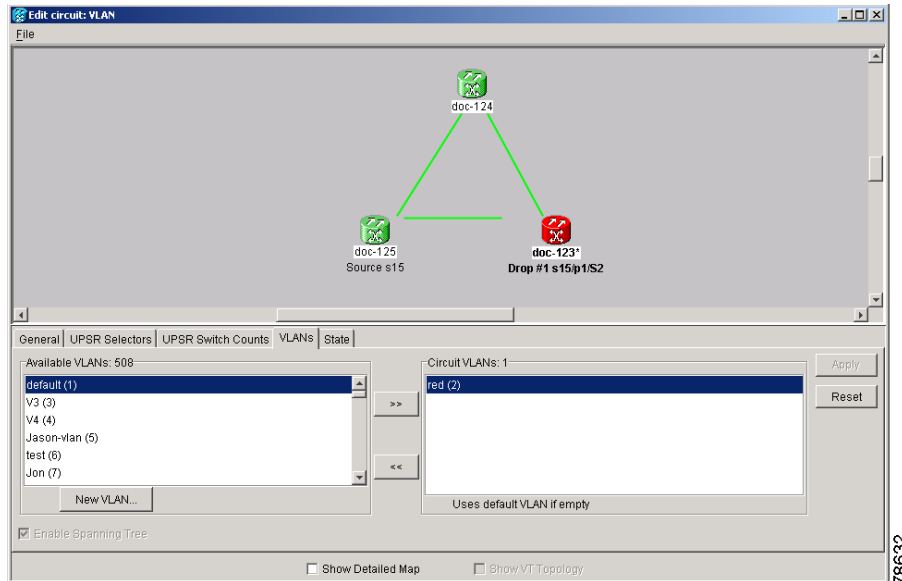 Edit circuit: VLAN
File
doc-124
doc-125
Source s15
doc-123*
Drop #1 s15/p1/S2
General UPSR Selectors UPSR Switch Counts VLANs State
Available VLANs: 508
default (1)
V3 (3)
V4 (4)
Jason-vlan (5)
test (6)
Jon (7)
New VLAN...
>>
<<
Circuit VLANs: 1
red (2)
Uses default VLAN if empty
Apply
Reset
Enable Spanning Tree
Show Detailed Map
Show VT Topology
78632